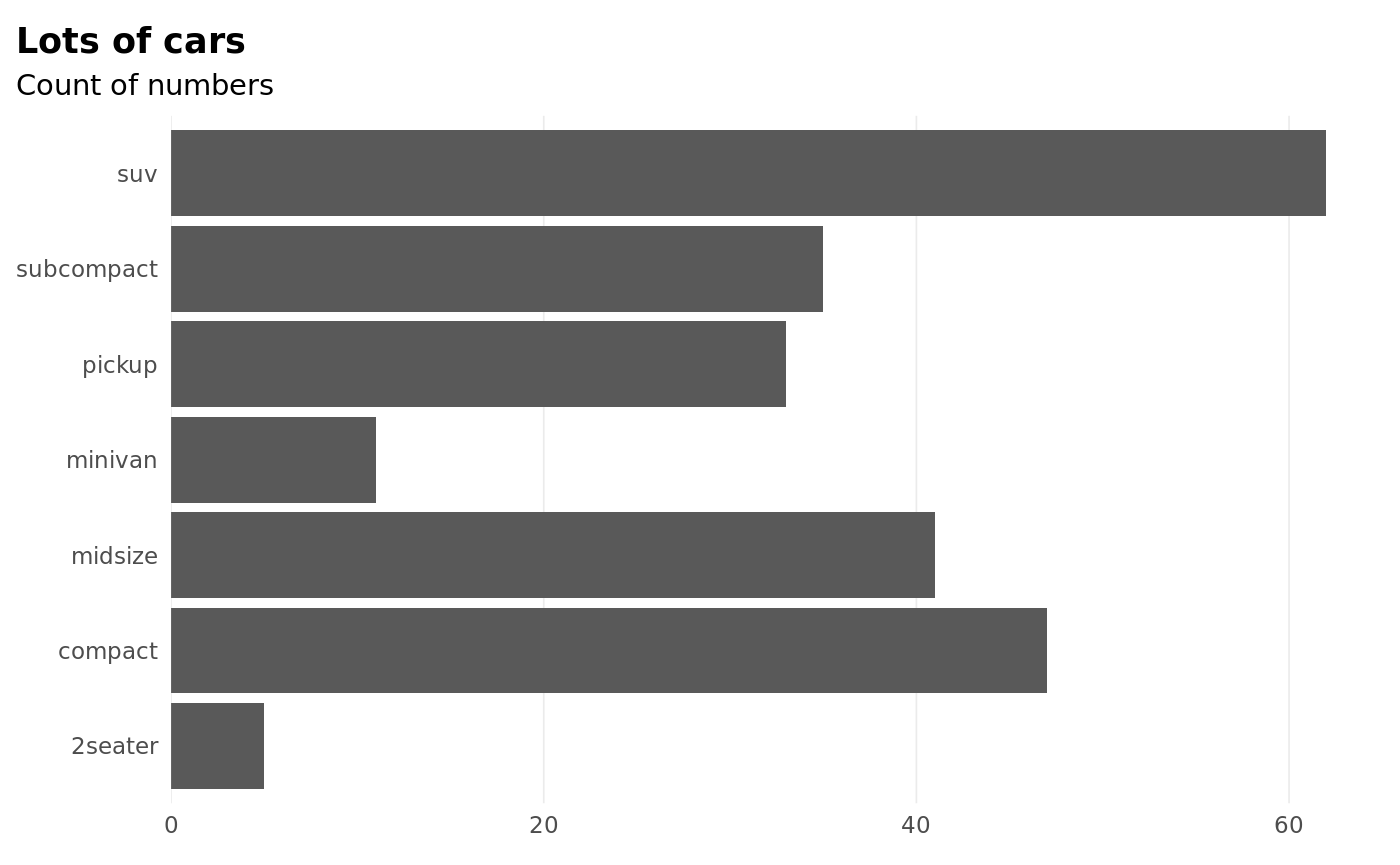 Lots of cars
Count of numbers
suv
subcompact
pickup
minivan
midsize
compact
2seater
0 20 40 60